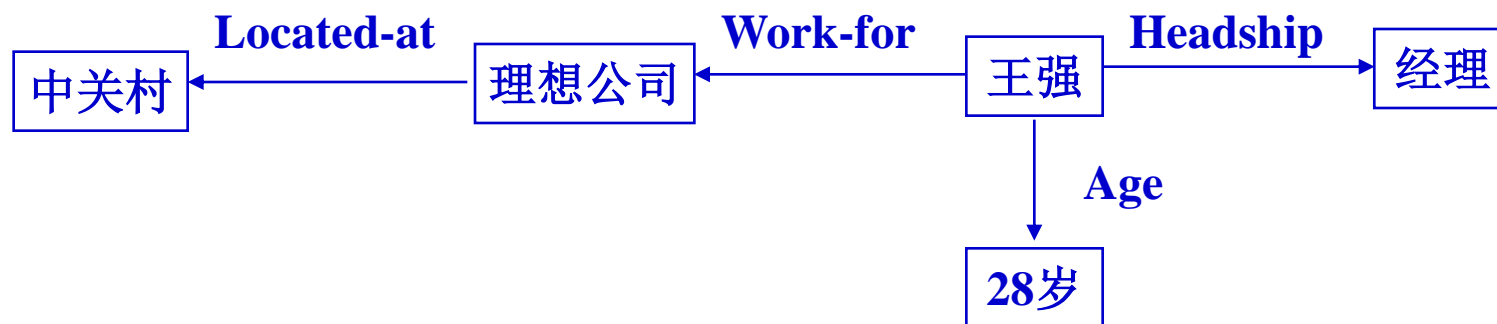 Located-at
Work-for
Headship
中关村
理想公司
王强
经理
Age
28岁